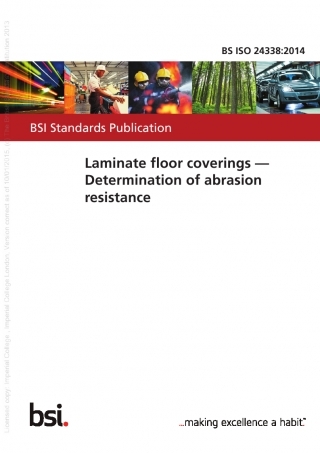 BS ISO 24338:2014
BSI Standards Publication
Laminate floor coverings —
Determination of abrasion
resistance
bsi.
...making excellence a habit.™